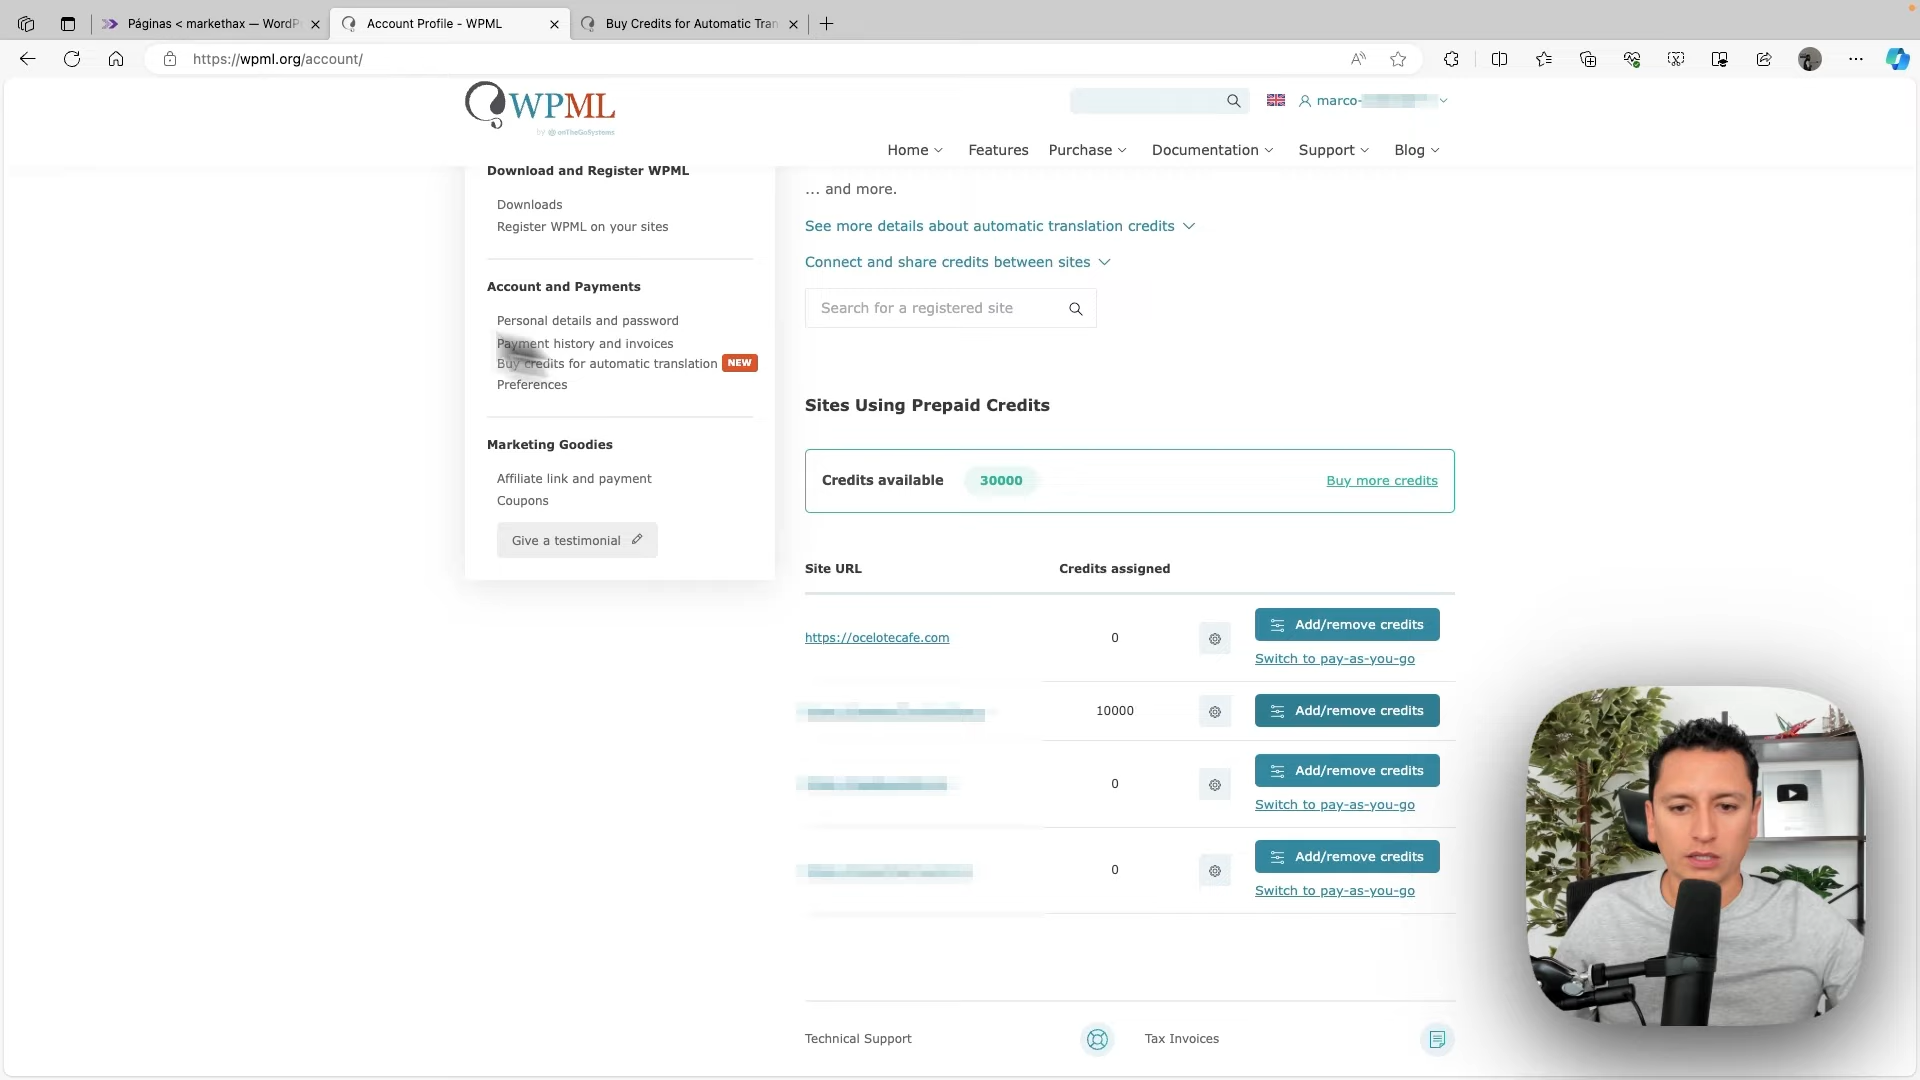 Páginas < markethax — WordP
Account Profile - WPML
Buy Credits for Automatic Tran
https://wpml.org/account/
WPML
by onTheGoSystems
marco-
Home
Features
Purchase
Documentation
Support
Blog
Download and Register WPML
Downloads
Register WPML on your sites
Account and Payments
Personal details and password
Payment history and invoices
Buy credits for automatic translation NEW
Preferences
Marketing Goodies
Affiliate link and payment
Coupons
Give a testimonial
... and more.
See more details about automatic translation credits
Connect and share credits between sites
Search for a registered site
Sites Using Prepaid Credits
Credits available 30000 Buy more credits
Site URL Credits assigned
https://ocelotecafe.com 0 Add/remove credits
Switch to pay-as-you-go
10000 Add/remove credits
0 Add/remove credits
Switch to pay-as-you-go
0 Add/remove credits
Switch to pay-as-you-go
Technical Support
Tax Invoices